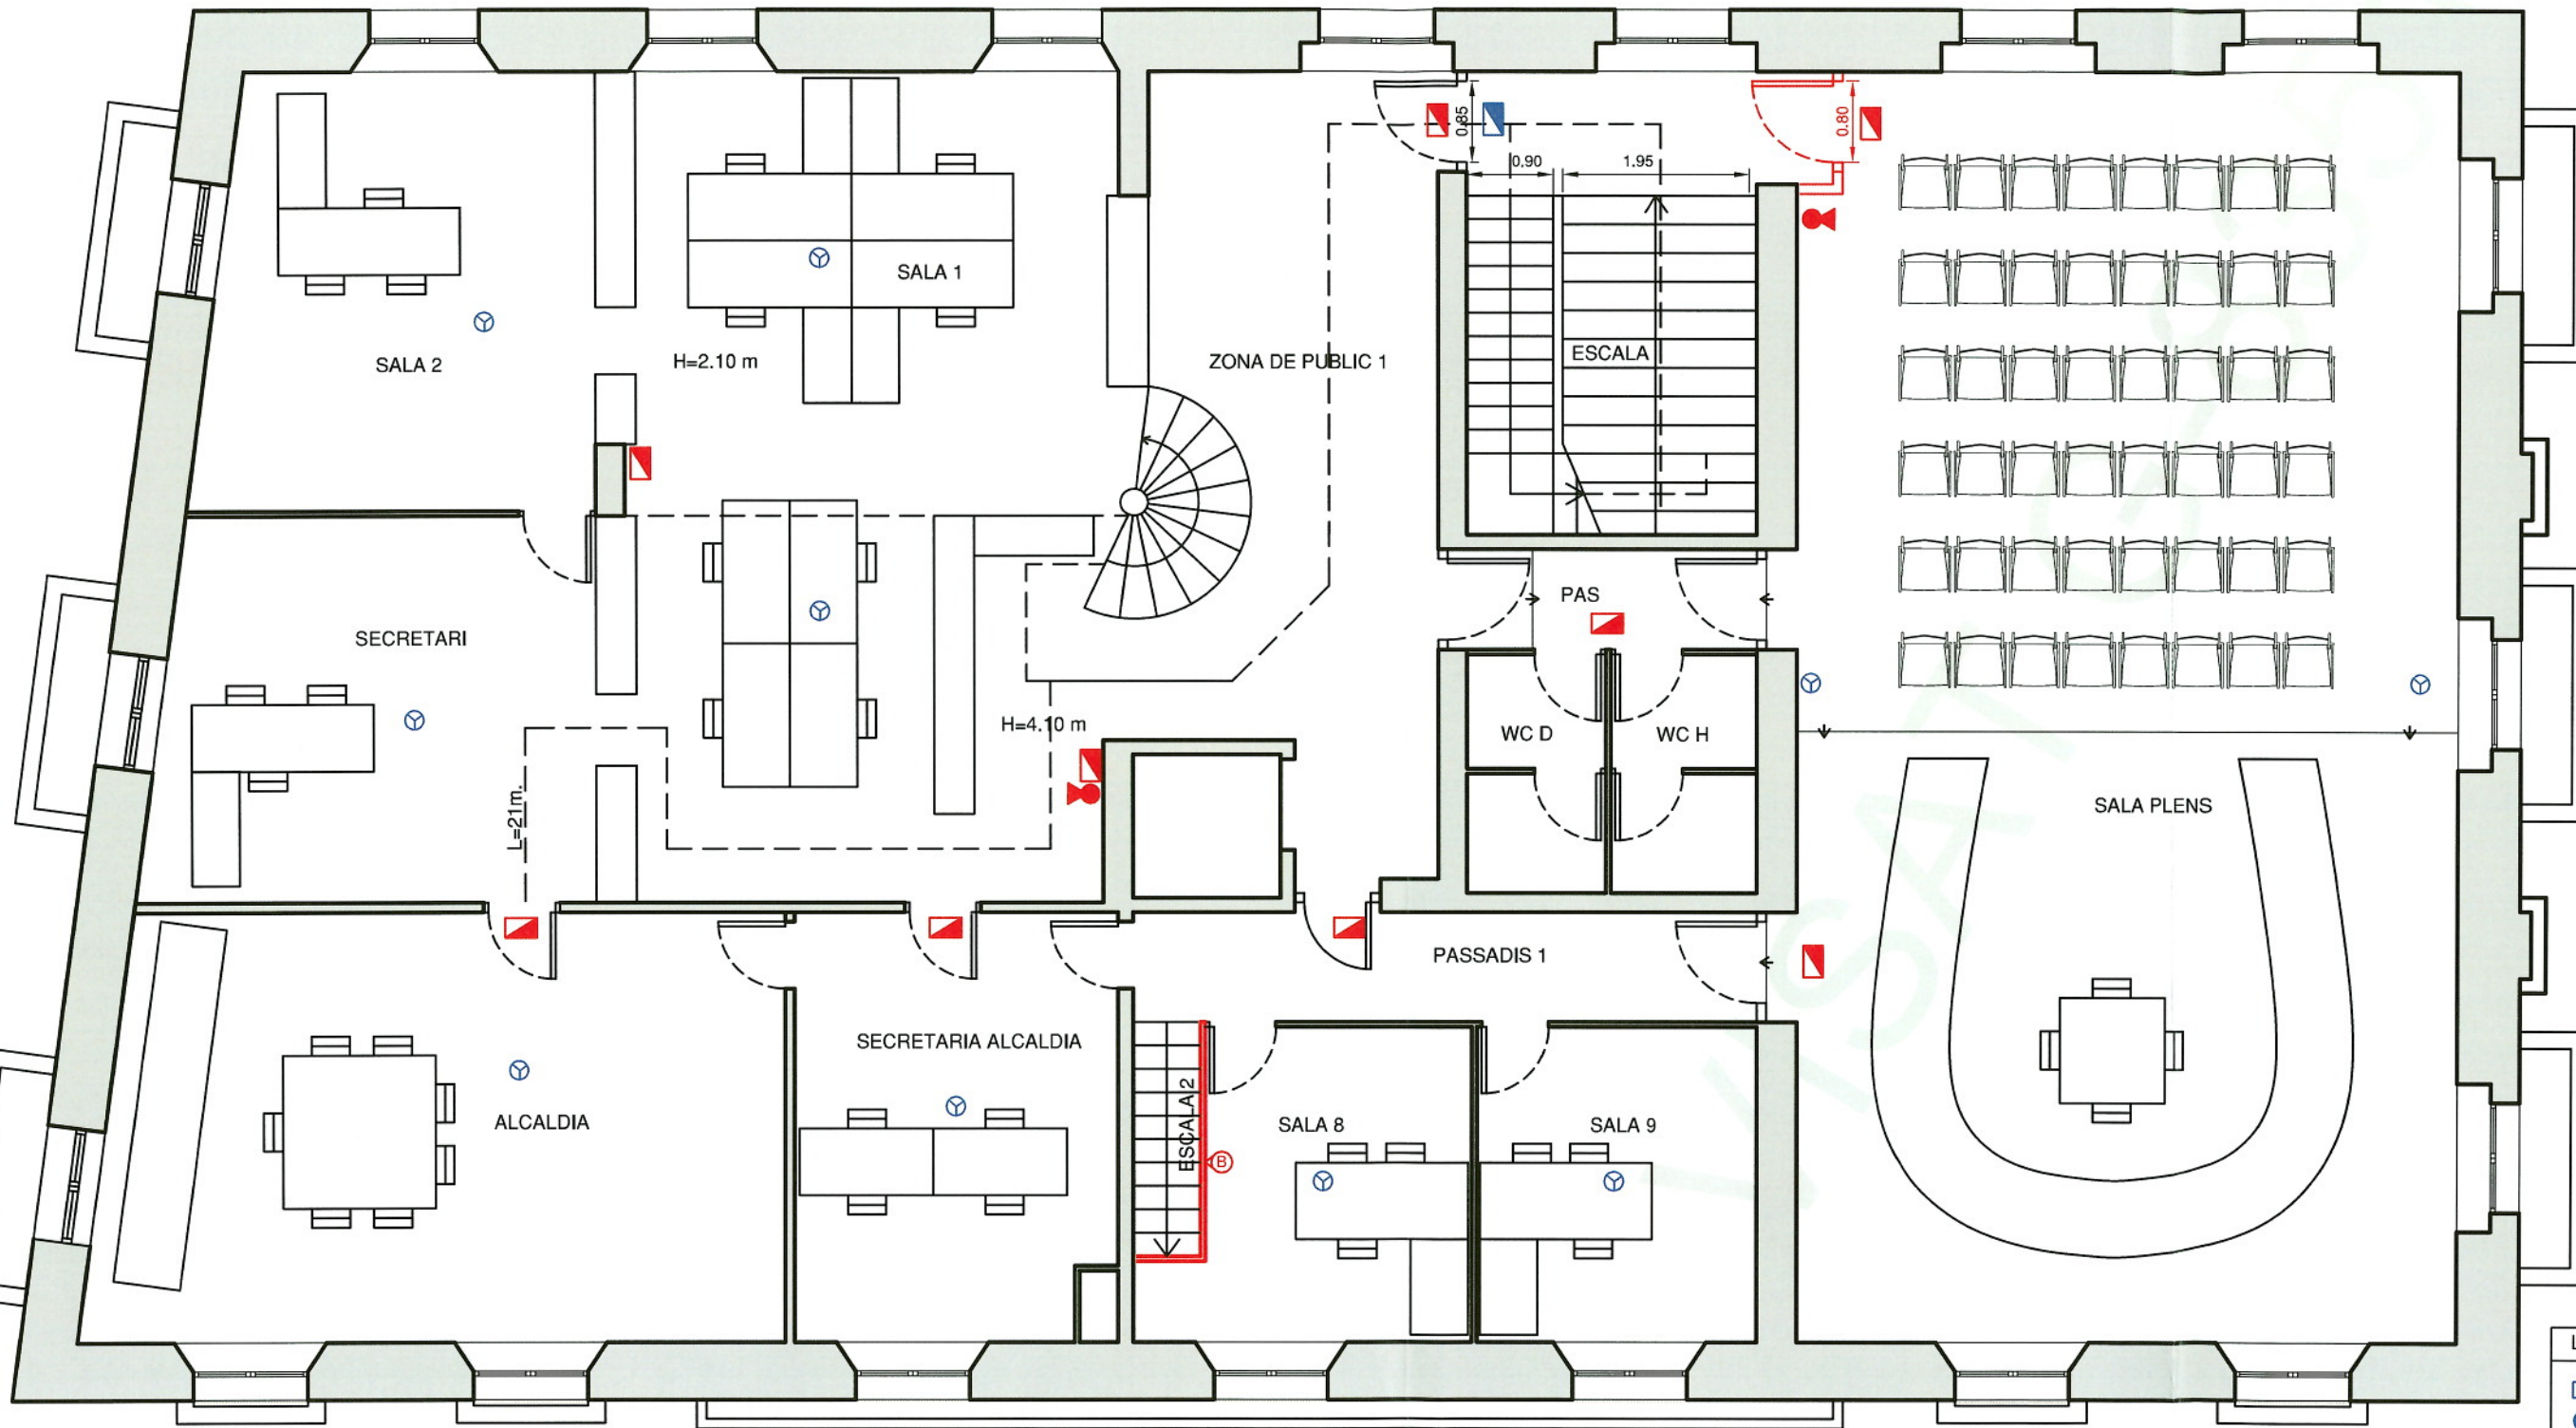 0.85
0.80
0.90
1.95
SALA 1
ESCALA
SALA 2
H=2.10 m
ZONA DE PUBLIC 1
PAS
SECRETARI
H=4.10 m
WC D
WC H
L=21m.
SALA PLENS
PASSADIS 1
SECRETARIA ALCALDIA
ALCALDIA
ESCALA 2
B
SALA 8
SALA 9
VISAT
L